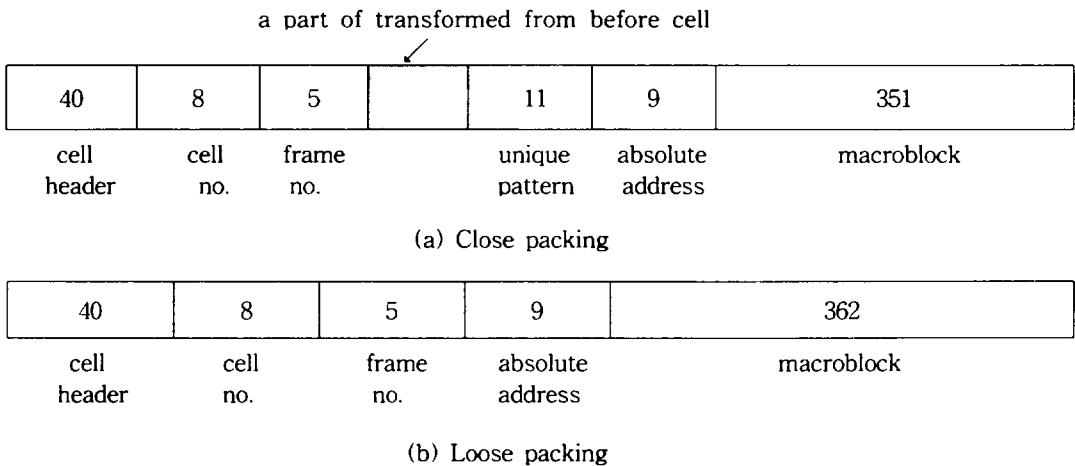 a part of transformed from before cell
40 8 5 11 9 351
cell cell frame unique absolute macroblock
header no. no. pattern address
(a) Close packing
40 8 5 9 362
cell cell frame absolute macroblock
header no. no. address
(b) Loose packing